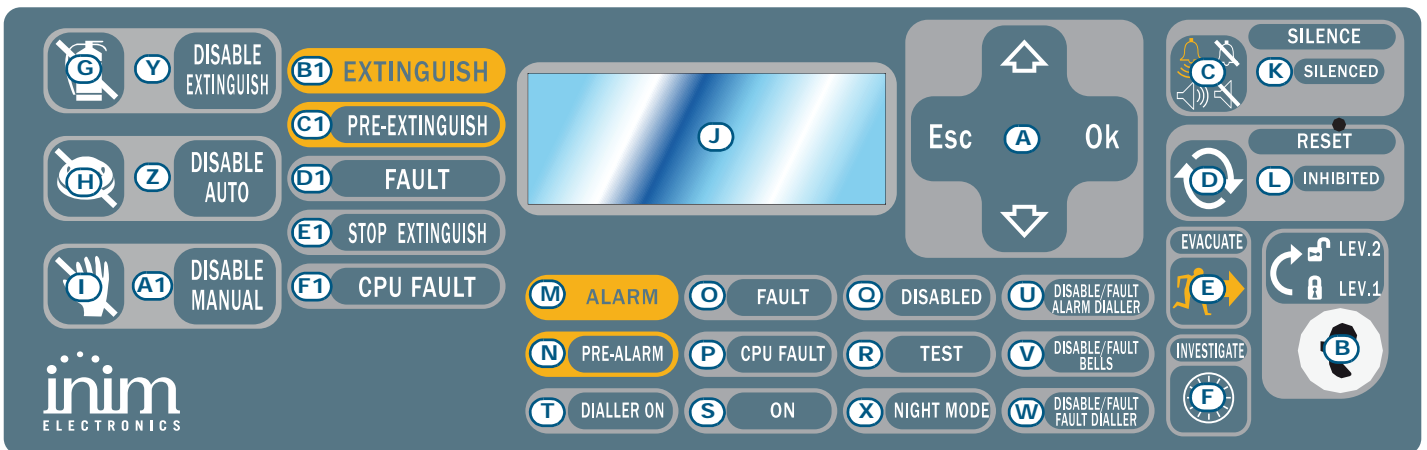 G Y DISABLE
EXTINGUISH
H Z DISABLE
AUTO
I A1 DISABLE
MANUAL
inim
ELECTRONICS
B1 EXTINGUISH
C1 PRE-EXTINGUISH
D1 FAULT
E1 STOP EXTINGUISH
F1 CPU FAULT
J
Esc A Ok
M ALARM
N PRE-ALARM
T DIALLER ON
O FAULT
P CPU FAULT
S ON
Q DISABLED
R TEST
X NIGHT MODE
U DISABLE/FAULT
ALARM DIALLER
V DISABLE/FAULT
BELLS
W DISABLE/FAULT
FAULT DIALLER
SILENCE
C K SILENCED
RESET
D L INHIBITED
EVACUATE
E
INVESTIGATE
F
LEV.2
LEV.1
B